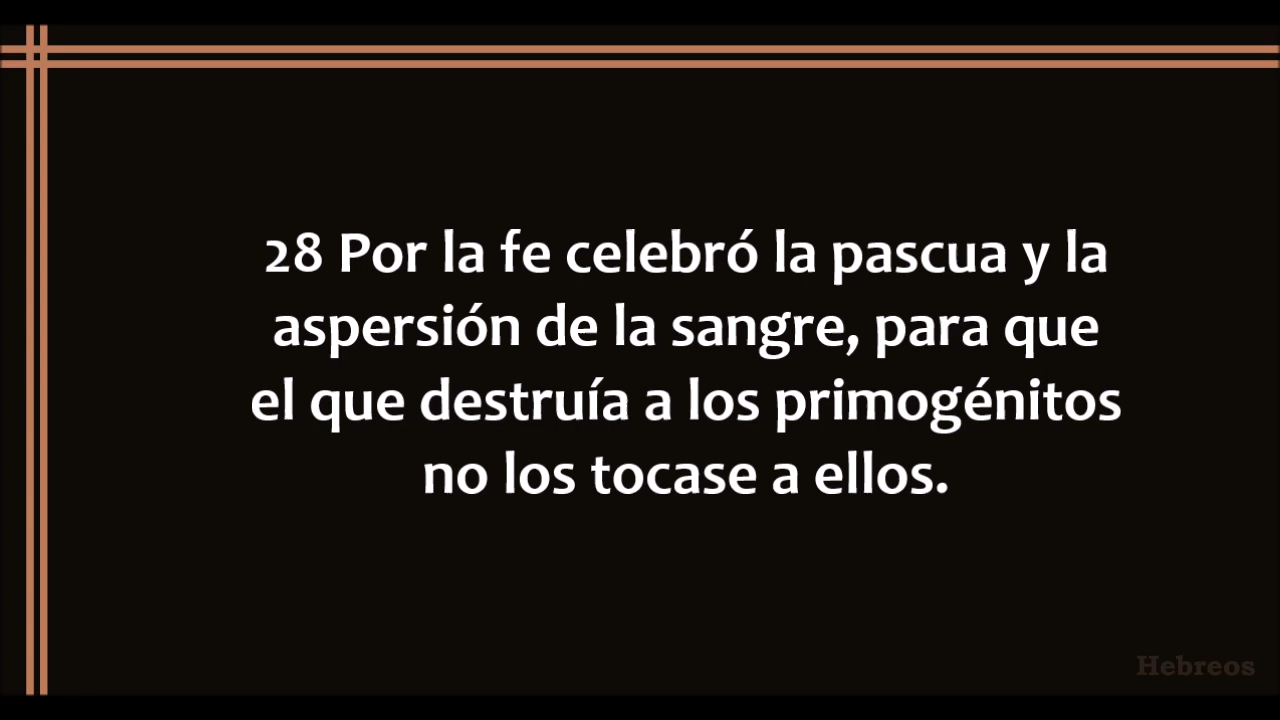 28 Por la fe celebró la pascua y la
aspersión de la sangre, para que
el que destruía a los primogénitos
no los tocase a ellos.
Hebreos